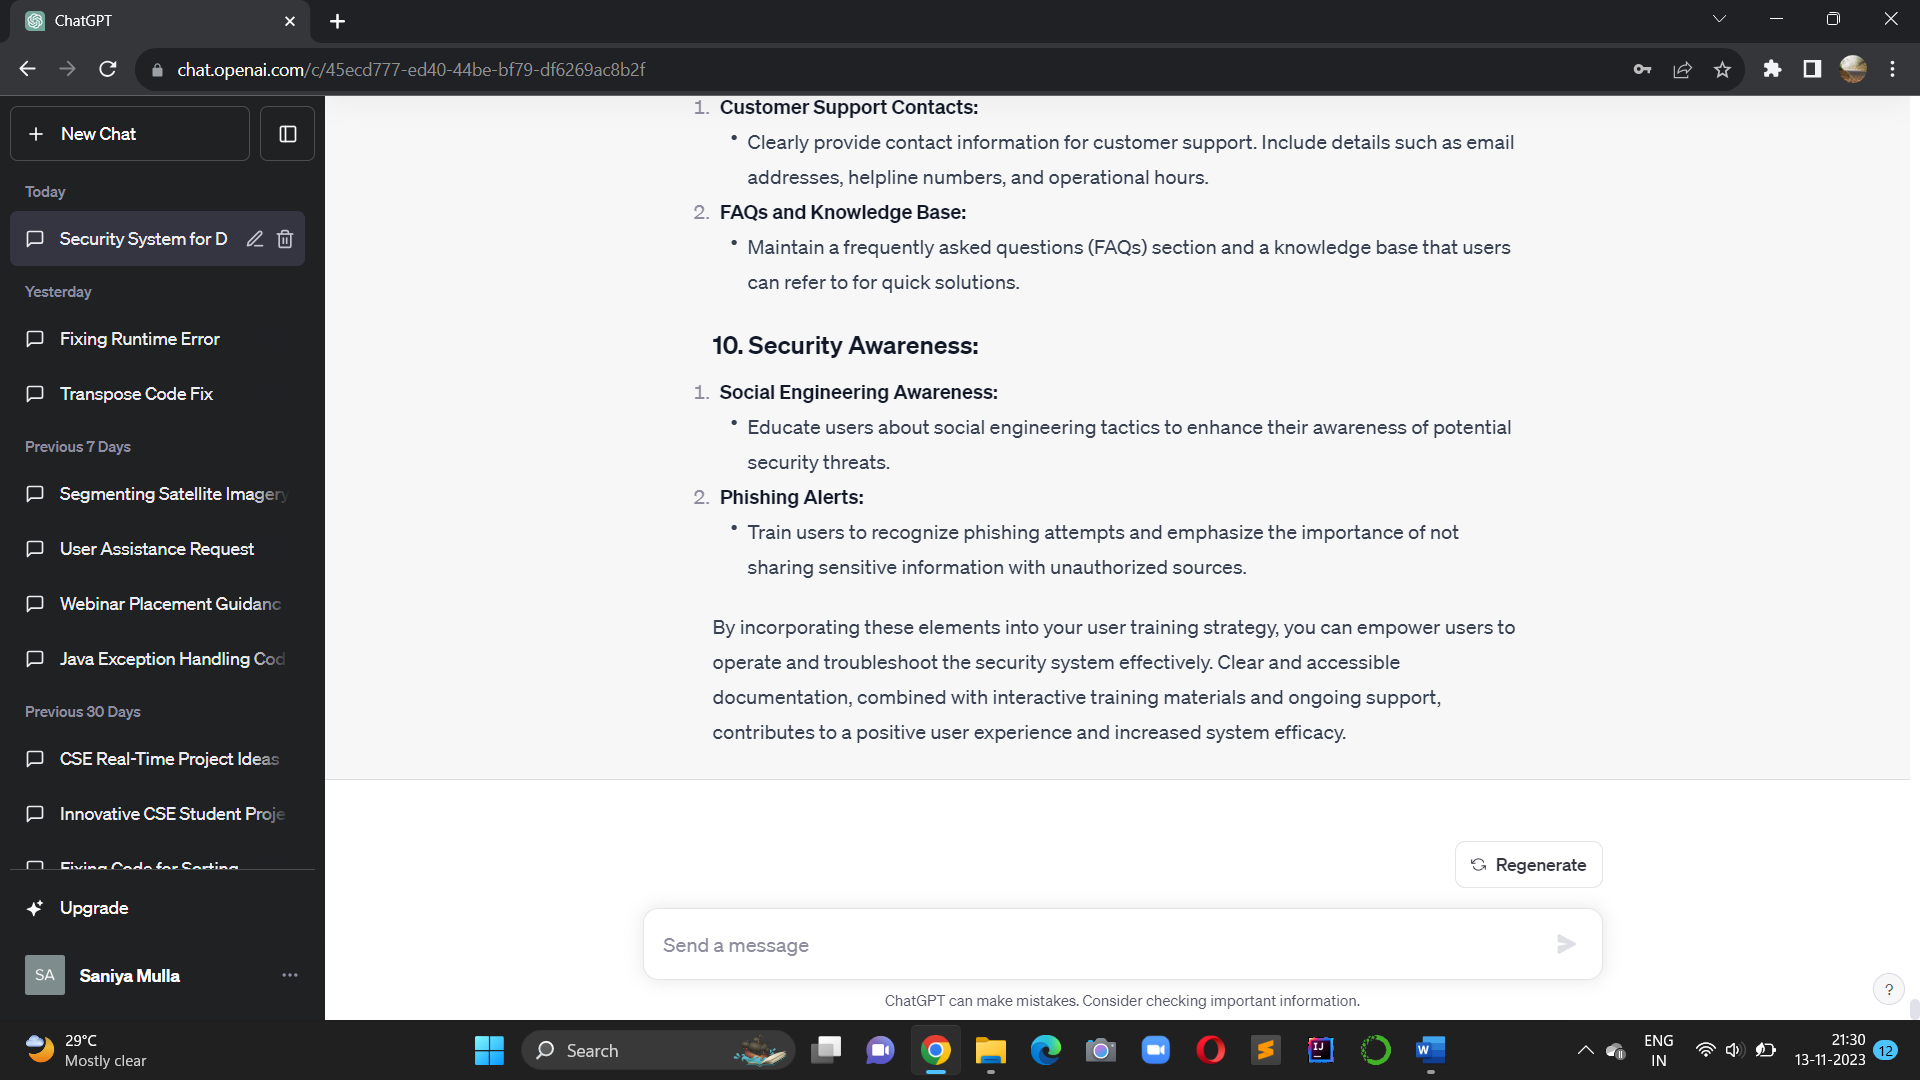 ChatGPT
chat.openai.com/c/45ecd777-ed40-44be-bf79-df6269ac8b2f
New Chat
Today
Security System for D
Yesterday
Fixing Runtime Error
Transpose Code Fix
Previous 7 Days
Segmenting Satellite Imagery
User Assistance Request
Webinar Placement Guidanc
Java Exception Handling Cod
Previous 30 Days
CSE Real-Time Project Ideas
Innovative CSE Student Proje
Fixing Code for Sorting
Upgrade
SA
Saniya Mulla
1. Customer Support Contacts:
• Clearly provide contact information for customer support. Include details such as email
addresses, helpline numbers, and operational hours.
2. FAQs and Knowledge Base:
• Maintain a frequently asked questions (FAQs) section and a knowledge base that users
can refer to for quick solutions.
10. Security Awareness:
1. Social Engineering Awareness:
• Educate users about social engineering tactics to enhance their awareness of potential
security threats.
2. Phishing Alerts:
• Train users to recognize phishing attempts and emphasize the importance of not
sharing sensitive information with unauthorized sources.
By incorporating these elements into your user training strategy, you can empower users to
operate and troubleshoot the security system effectively. Clear and accessible
documentation, combined with interactive training materials and ongoing support,
contributes to a positive user experience and increased system efficacy.
Regenerate
Send a message
ChatGPT can make mistakes. Consider checking important information.
?
29°C
Mostly clear
Search
IJ
W
ENG
IN
21:30
13-11-2023
12